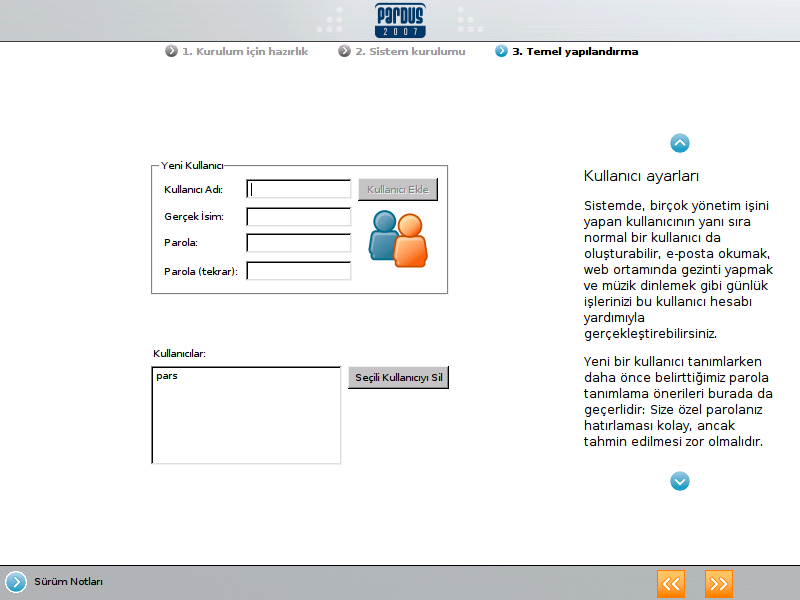 PARDUS
2007
1. Kurulum için hazırlık
2. Sistem kurulumu
3. Temel yapılandırma
Yeni Kullanıcı
Kullanıcı Adı:
Kullanıcı Ekle
Gerçek İsim:
Parola:
Parola (tekrar):
Kullanıcılar:
pars
Seçili Kullanıcıyı Sil
Kullanıcı ayarları
Sistemde, birçok yönetim işini
yapan kullanıcının yanı sıra
normal bir kullanıcı da
oluşturabilir, e-posta okumak,
web ortamında gezinti yapmak
ve müzik dinlemek gibi günlük
işlerinizi bu kullanıcı hesabı
yardımıyla
gerçekleştirebilirsiniz.
Yeni bir kullanıcı tanımlarken
daha önce belirttiğimiz parola
tanımlama önerileri burada da
geçerlidir: Size özel parolanız
hatırlaması kolay, ancak
tahmin edilmesi zor olmalıdır.
Sürüm Notları